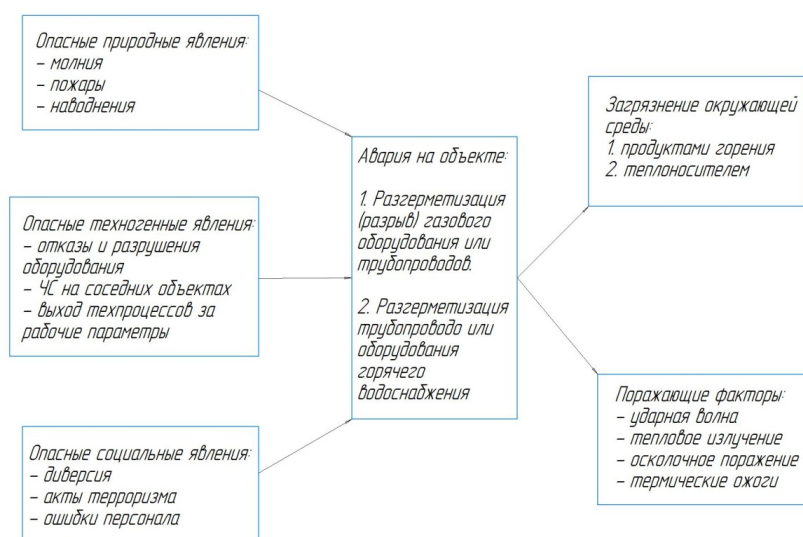 Опасные природные явления:
– молния
– пожары
– наводнения
Опасные техногенные явления:
– отказы и разрушения
оборудования
– ЧС на соседних объектах
– выход техпроцессов за
рабочие параметры
Опасные социальные явления:
– диверсия
– акты терроризма
– ошибки персонала
Авария на объекте:
1. Разгерметизация
(разрыв) газового
оборудования или
трубопроводов.
2. Разгерметизация
трубопроводо или
оборудования
горячего
водоснабжения
Загрязнение окружающей
среды:
1. продуктами горения
2. теплоносителем
Поражающие факторы:
– ударная волна
– тепловое излучение
– осколочное поражение
– термические ожоги